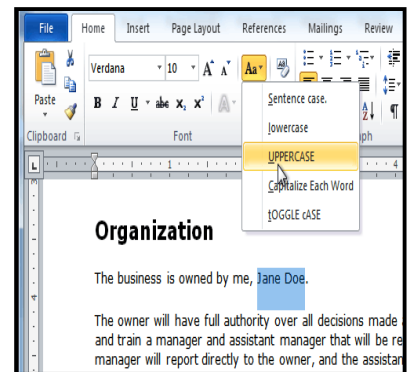 File Home Insert Page Layout References Mailings Review
Verdana 10 A A Aa
Paste B I U abc X₂ X² A
Clipboard Font
Sentence case.
lowercase
UPPERCASE
Capitalize Each Word
tOGGLE cASE
1 4
Organization
The business is owned by me, Jane Doe.
The owner will have full authority over all decisions made
and train a manager and assistant manager that will be re
manager will report directly to the owner, and the assistan